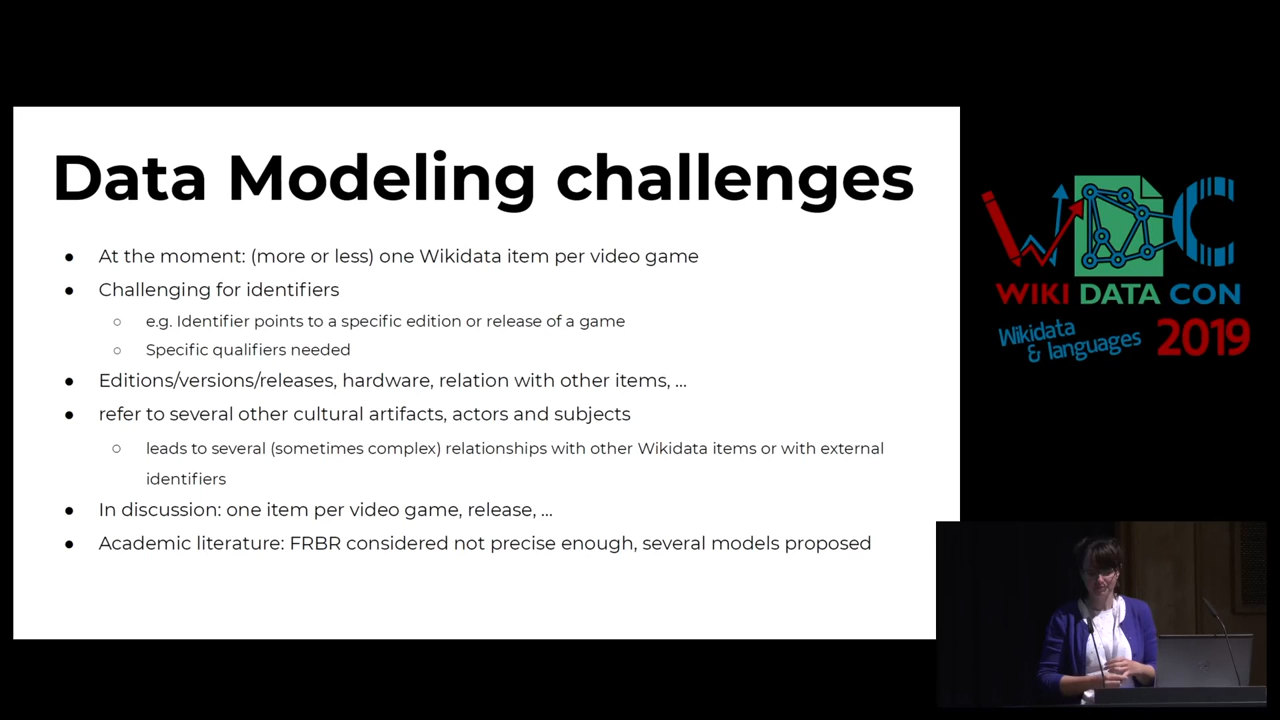 Data Modeling challenges
● At the moment: (more or less) one Wikidata item per video game
● Challenging for identifiers
○ e.g. Identifier points to a specific edition or release of a game
○ Specific qualifiers needed
● Editions/versions/releases, hardware, relation with other items, ...
● refer to several other cultural artifacts, actors and subjects
○ leads to several (sometimes complex) relationships with other Wikidata items or with external
identifiers
● In discussion: one item per video game, release, ...
● Academic literature: FRBR considered not precise enough, several models proposed
W D C
WIKI DATA CON
Wikidata
& languages 2019